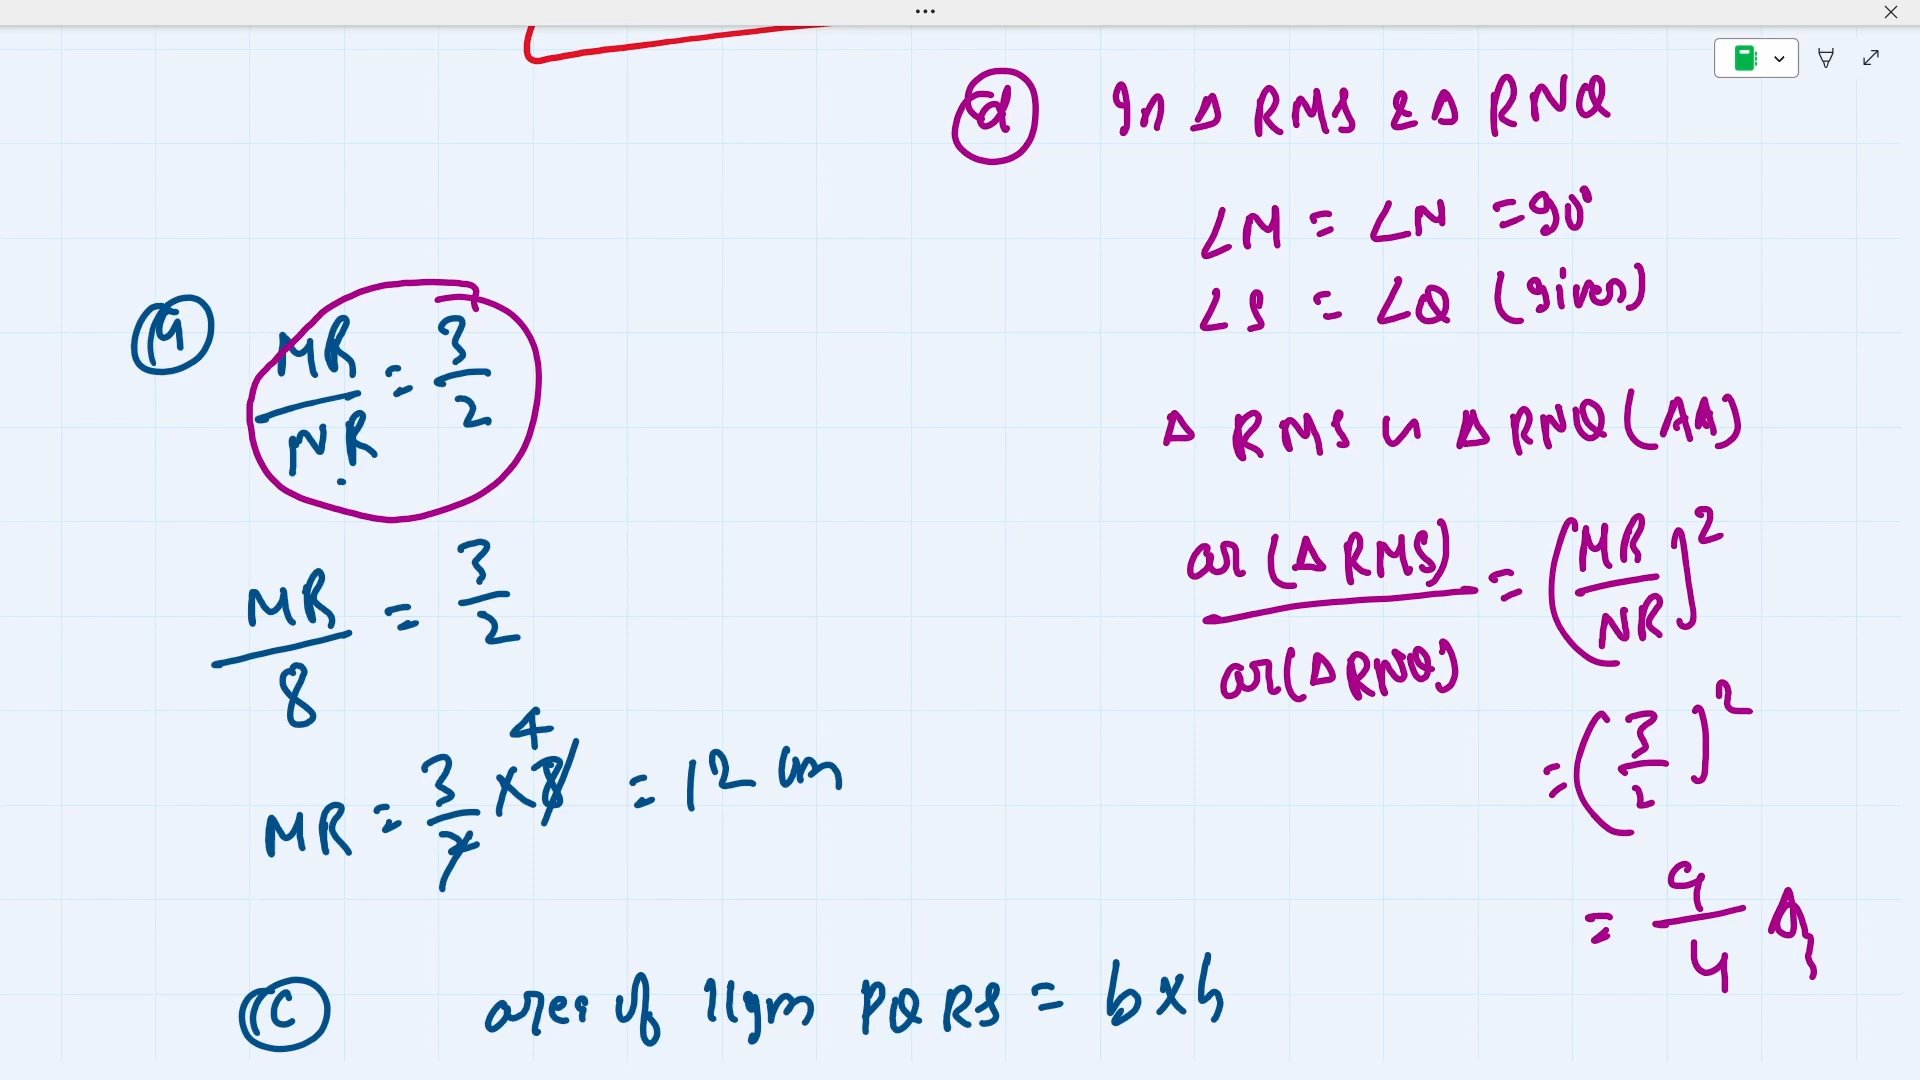 (a) MR/NR = 3/2
MR/8 = 3/2
MR = 3/2 × 8 4 = 12 cm
(c) area of ||gm PQRS = b×h
(d) In Δ RMS & Δ RNQ
∠M = ∠N = 90°
∠S = ∠Q (given)
Δ RMS ~ Δ RNQ (AA)
ar (Δ RMS) / ar (Δ RNQ) = (MR/NR)²
= (3/2)²
= 9/4